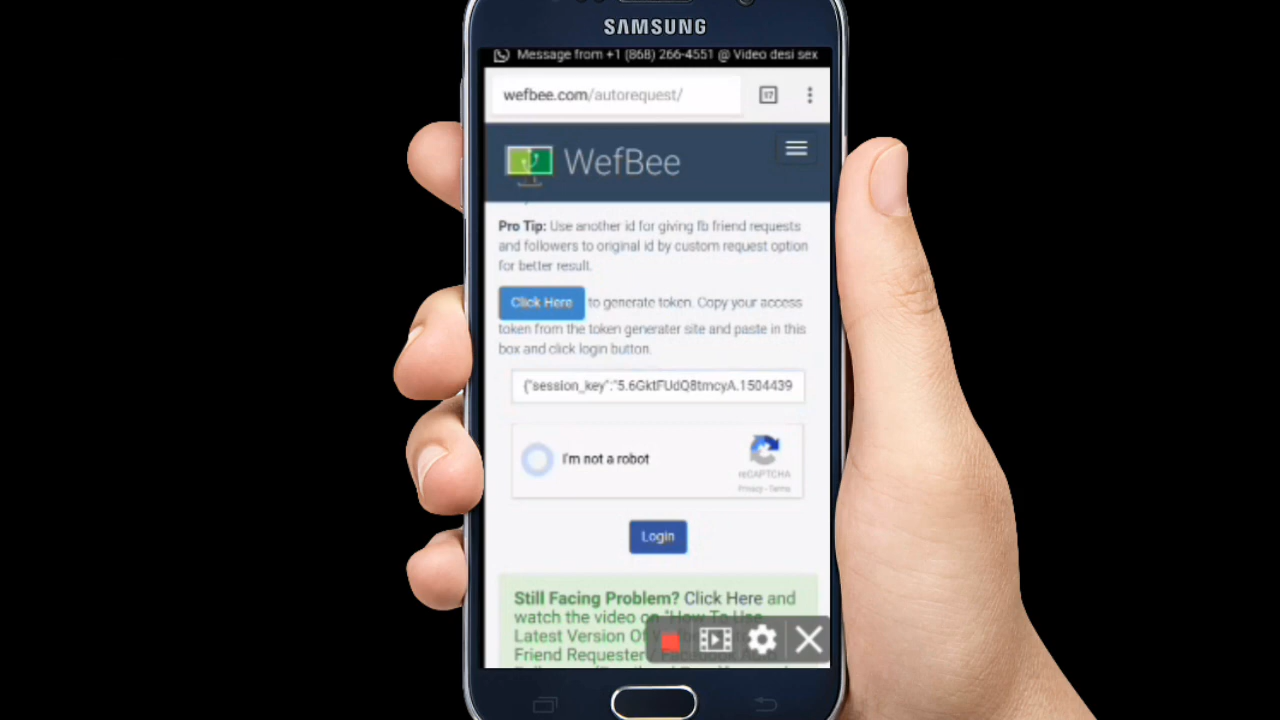 SAMSUNG
Message from +1 (868) 266-4551 @ Video desi sex
wefbee.com/autorequest/
17
WefBee
Pro Tip: Use another id for giving fb friend requests
and followers to original id by custom request option
for better result.
Click Here to generate token. Copy your access
token from the token generater site and paste in this
box and click login button.
{"session_key":"5.6GktFUdQ8tmcyA.1504439
I'm not a robot
reCAPTCHA
Privacy - Terms
Login
Still Facing Problem? Click Here and
watch the video on "How To Use
Latest Version Of
Friend Requester /